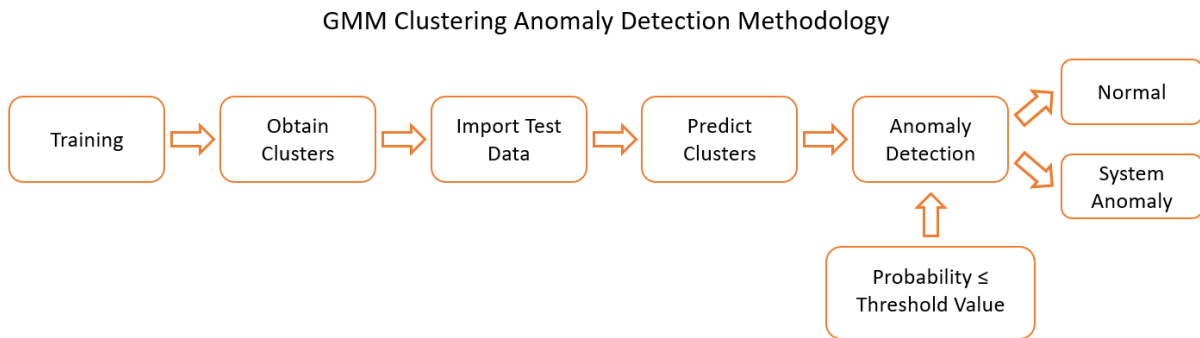 GMM Clustering Anomaly Detection Methodology
Training
Obtain
Clusters
Import Test
Data
Predict
Clusters
Anomaly
Detection
Normal
System
Anomaly
Probability ≤
Threshold Value